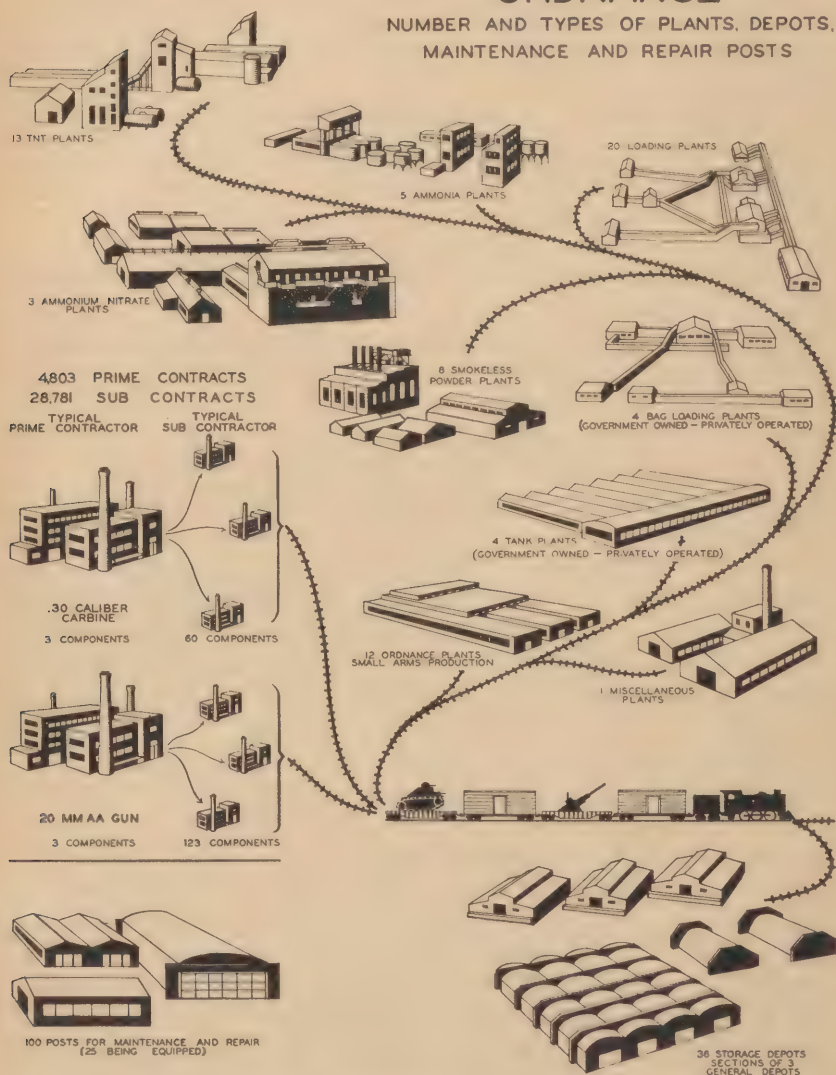 ORDNANCE
NUMBER AND TYPES OF PLANTS, DEPOTS,
MAINTENANCE AND REPAIR POSTS
13 TNT PLANTS
5 AMMONIA PLANTS
20 LOADING PLANTS
3 AMMONIUM NITRATE
PLANTS
8 SMOKELESS
POWDER PLANTS
4 BAG LOADING PLANTS
(GOVERNMENT OWNED – PRIVATELY OPERATED)
4,803 PRIME CONTRACTS
28,781 SUB CONTRACTS
TYPICAL
PRIME CONTRACTOR
TYPICAL
SUB CONTRACTOR
.30 CALIBER
CARBINE
3 COMPONENTS
60 COMPONENTS
4 TANK PLANTS
(GOVERNMENT OWNED – PRIVATELY OPERATED)
12 ORDNANCE PLANTS
SMALL ARMS PRODUCTION
1 MISCELLANEOUS
PLANTS
20 MM AA GUN
3 COMPONENTS
123 COMPONENTS
100 POSTS FOR MAINTENANCE AND REPAIR
(25 BEING EQUIPPED)
36 STORAGE DEPOTS
SECTIONS OF 3
GENERAL DEPOTS